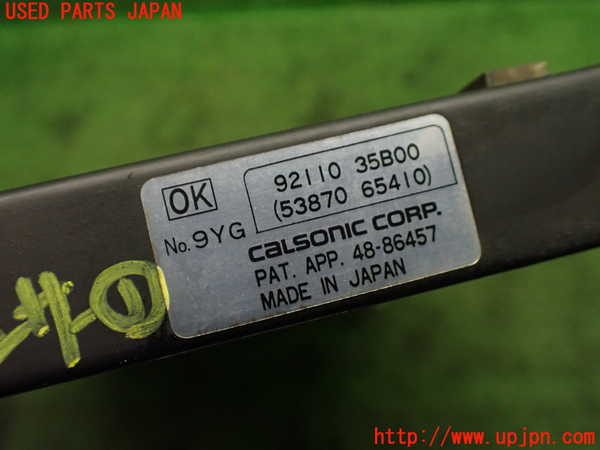 USED PARTS JAPAN
OK
92110 35B00
(53870 65410)
No.9YG
CALSONIC CORP.
PAT. APP. 48-86457
MADE IN JAPAN
http://www.upjpn.com